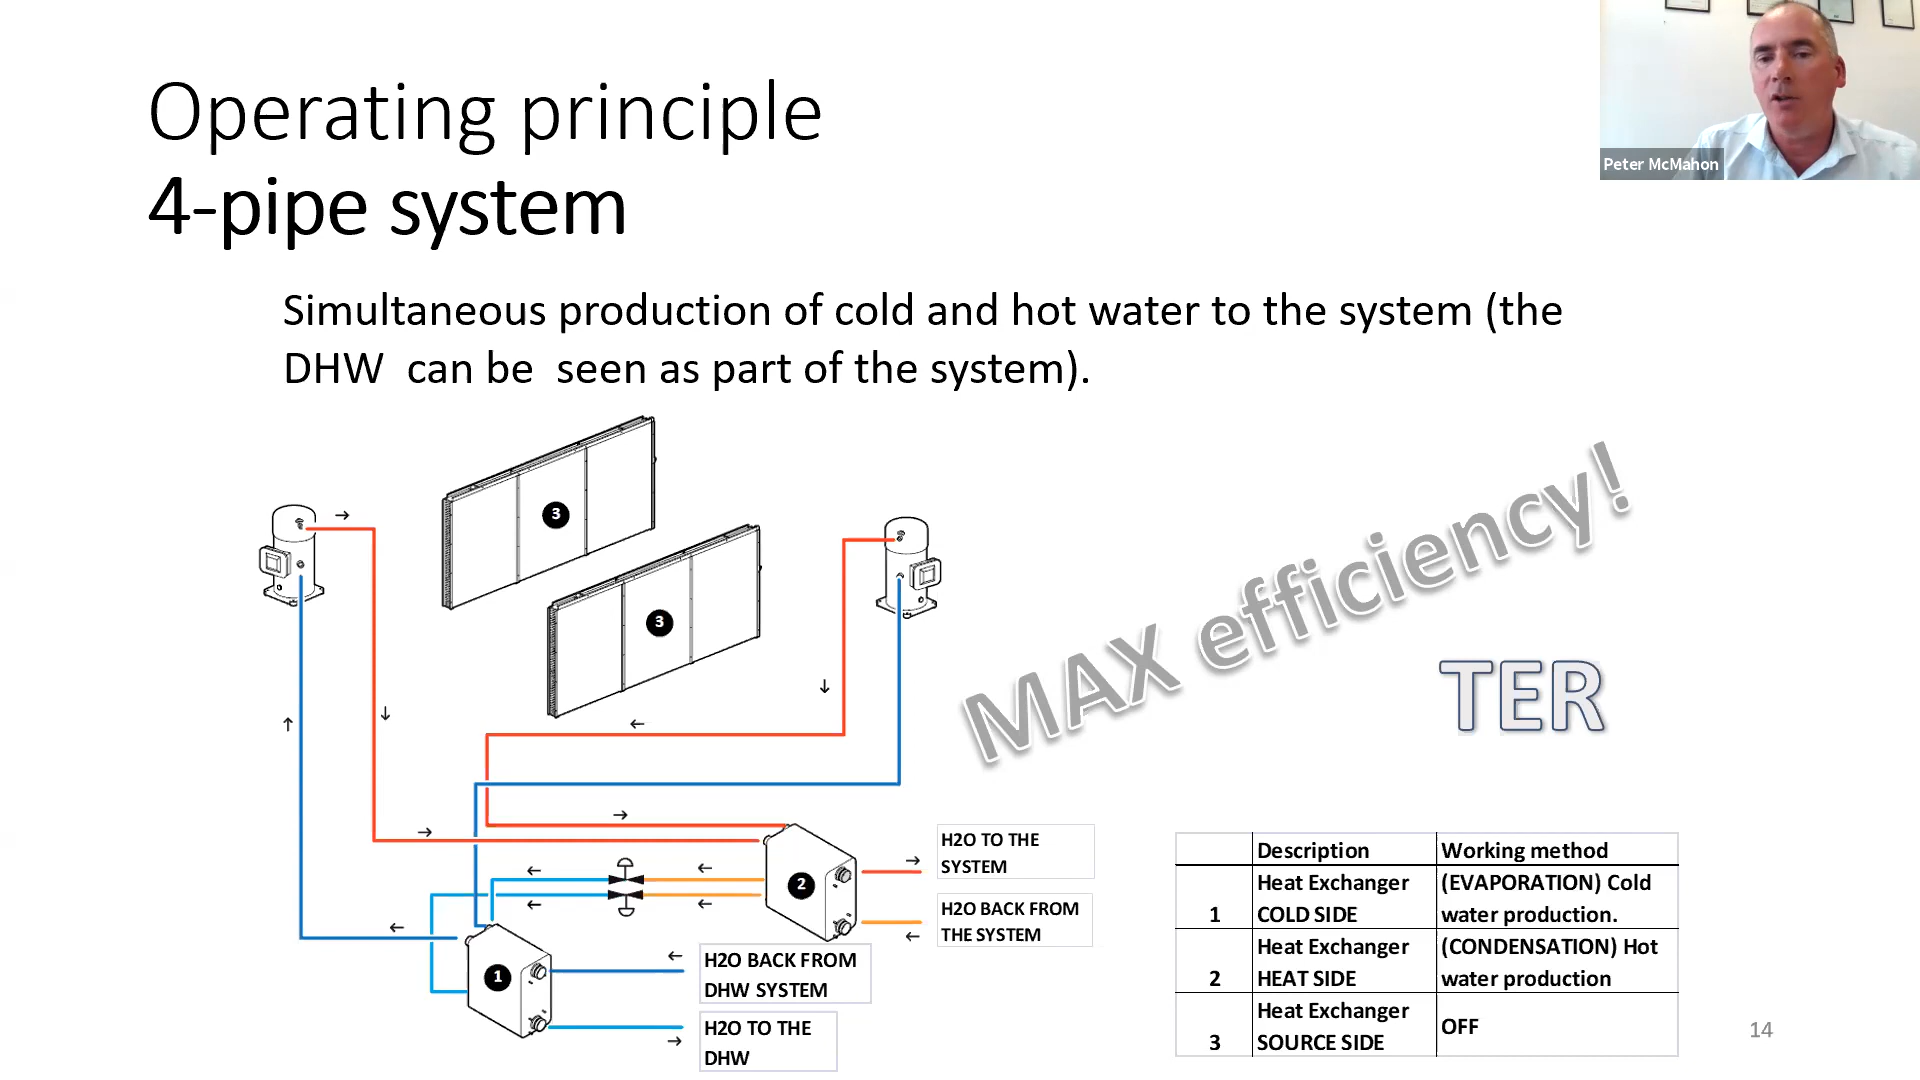 Operating principle
4-pipe system
Peter McMahon
Simultaneous production of cold and hot water to the system (the
DHW can be seen as part of the system).
3
3
MAX efficiency!
TER
H2O TO THE
SYSTEM
2
H2O BACK FROM
THE SYSTEM
1
H2O BACK FROM
DHW SYSTEM
H2O TO THE
DHW
Description Working method
1 Heat Exchanger COLD SIDE (EVAPORATION) Cold water production.
2 Heat Exchanger HEAT SIDE (CONDENSATION) Hot water production
3 Heat Exchanger SOURCE SIDE OFF
14